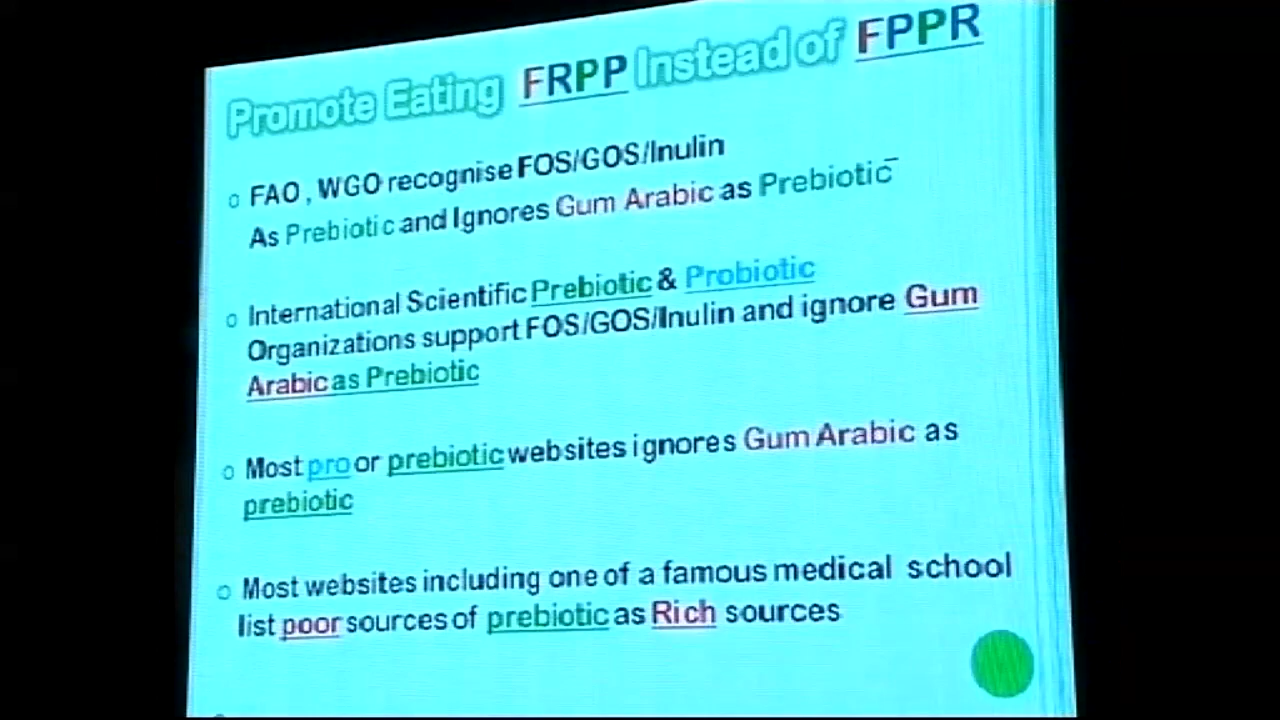 Promote Eating FRPP Instead of FPPR
o FAO , WGO recognise FOS/GOS/Inulin
As Prebiotic and Ignores Gum Arabic as Prebiotic
o International Scientific Prebiotic & Probiotic
Organizations support FOS/GOS/Inulin and ignore Gum
Arabic as Prebiotic
o Most pro or prebiotic websites ignores Gum Arabic as
prebiotic
o Most websites including one of a famous medical school
list poor sources of prebiotic as Rich sources